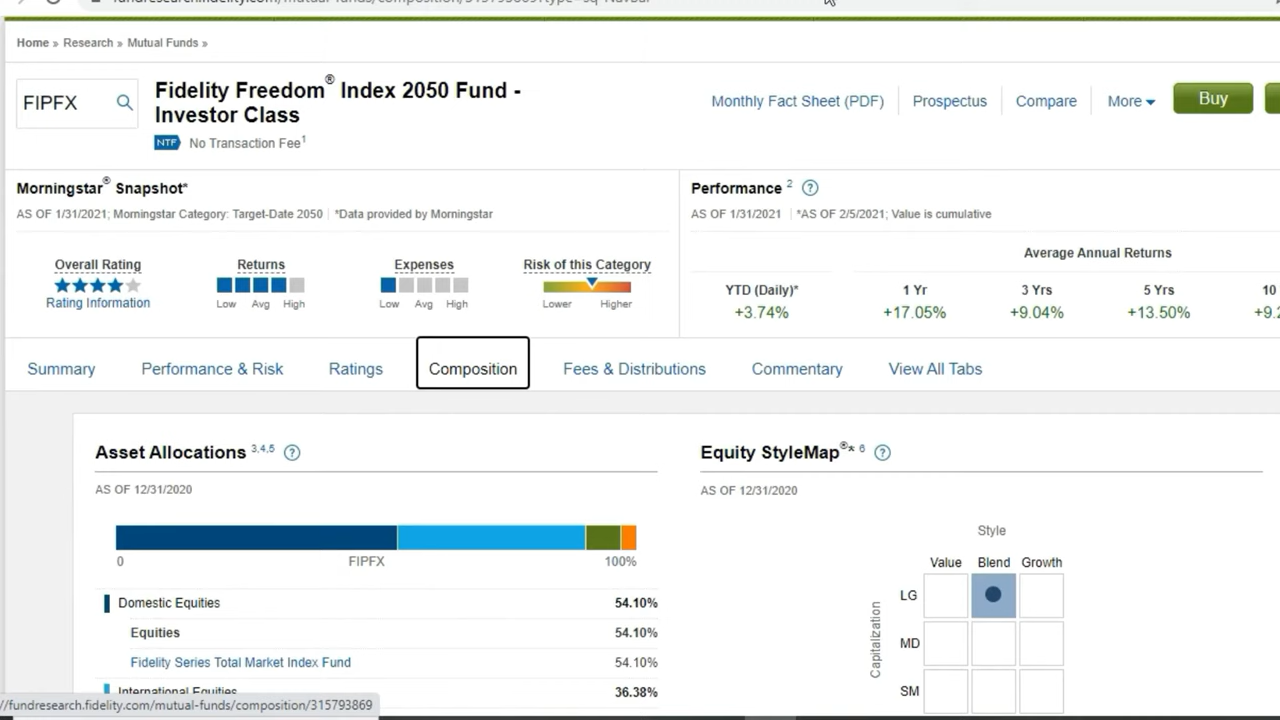 Home » Research » Mutual Funds »
FIPFX
Fidelity Freedom® Index 2050 Fund -
Investor Class
NTF No Transaction Fee1
Monthly Fact Sheet (PDF) Prospectus Compare More Buy
Morningstar® Snapshot*
AS OF 1/31/2021; Morningstar Category: Target-Date 2050 *Data provided by Morningstar
Overall Rating Returns Expenses Risk of this Category
Rating Information Low Avg High Low Avg High Lower Higher
Performance 2 ?
AS OF 1/31/2021 *AS OF 2/5/2021; Value is cumulative
Average Annual Returns
YTD (Daily)* 1 Yr 3 Yrs 5 Yrs 10
+3.74% +17.05% +9.04% +13.50% +9.2
Summary Performance & Risk Ratings Composition Fees & Distributions Commentary View All Tabs
Asset Allocations 3,4,5 ?
AS OF 12/31/2020
0 FIPFX 100%
Domestic Equities 54.10%
Equities 54.10%
Fidelity Series Total Market Index Fund 54.10%
International Equities 36.38%
Equity StyleMap®* 6 ?
AS OF 12/31/2020
Style
Value Blend Growth
Capitalization
LG
MD
SM
//fundresearch.fidelity.com/mutual-funds/composition/315793869